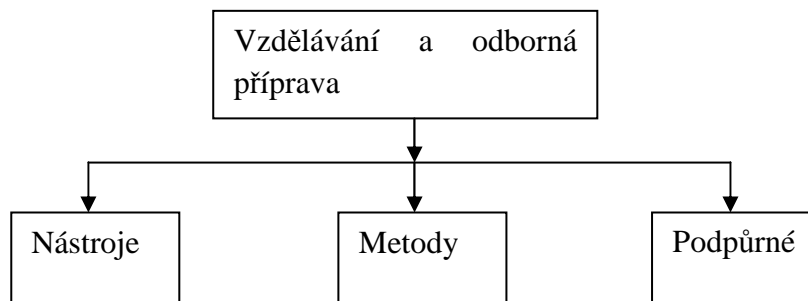 Vzdělávání a odborná
příprava
Nástroje
Metody
Podpůrné